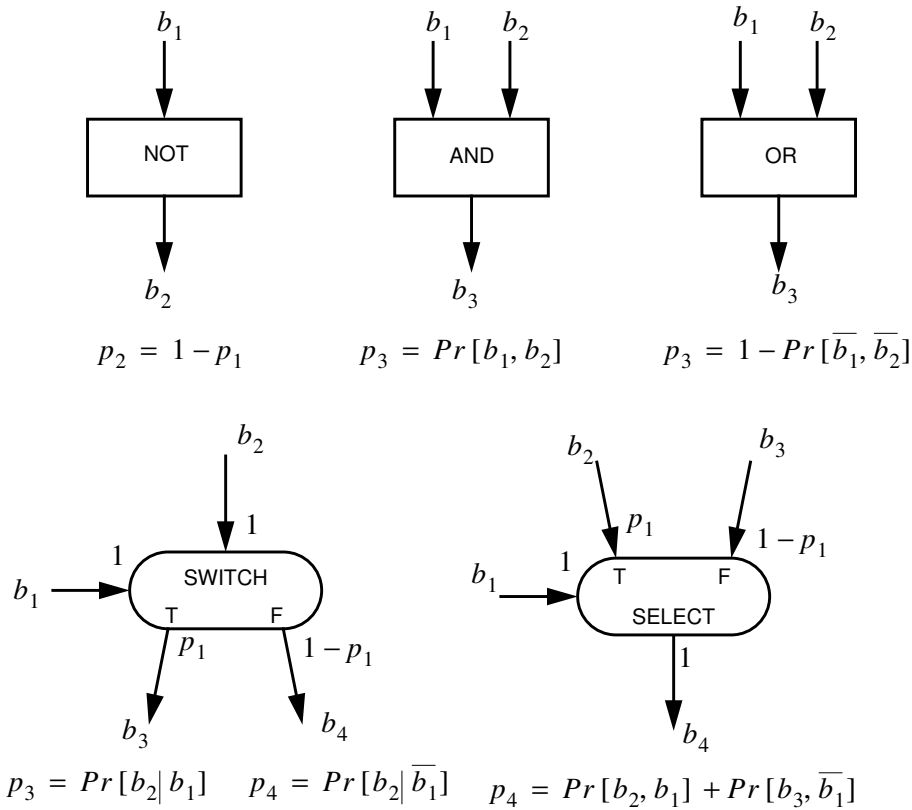 b₁ b₁ b₂ b₁ b₂
NOT AND OR
b₂ b₃ b₃
p₂ = 1 − p₁ p₃ = Pr[b₁, b₂] p₃ = 1 − Pr[b̅₁, b̅₂]
b₂ b₂ b₃
1 p₁ 1 − p₁
1 1
b₁ SWITCH b₁ T F
T F SELECT
p₁ 1 − p₁ 1
b₃ b₄ b₄
p₃ = Pr[b₂|b₁] p₄ = Pr[b₂|b̅₁] p₄ = Pr[b₂, b₁] + Pr[b₃, b̅₁]